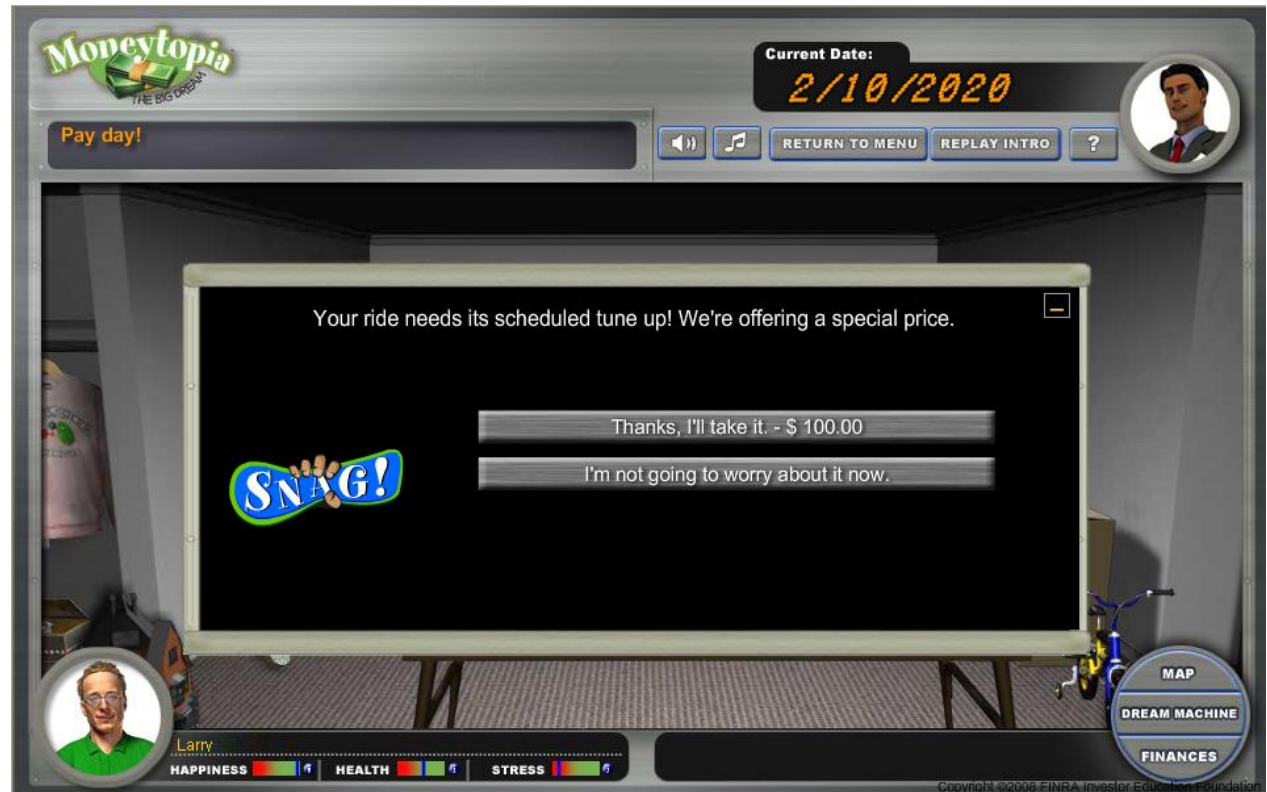 Moneytopia
THE BIG DREAM
Current Date:
2/10/2020
Pay day!
RETURN TO MENU
REPLAY INTRO
?
Your ride needs its scheduled tune up! We're offering a special price.
Thanks, I'll take it. - $ 100.00
I'm not going to worry about it now.
SNAG!
MAP
DREAM MACHINE
FINANCES
Larry
HAPPINESS
HEALTH
STRESS
Copyright ©2008 FINRA Investor Education Foundation